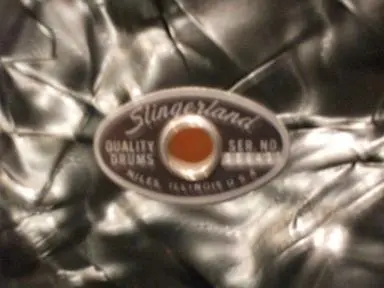 Slingerland
QUALITY
DRUMS
SER. NO.
NILES, ILLINOIS U.S.A.